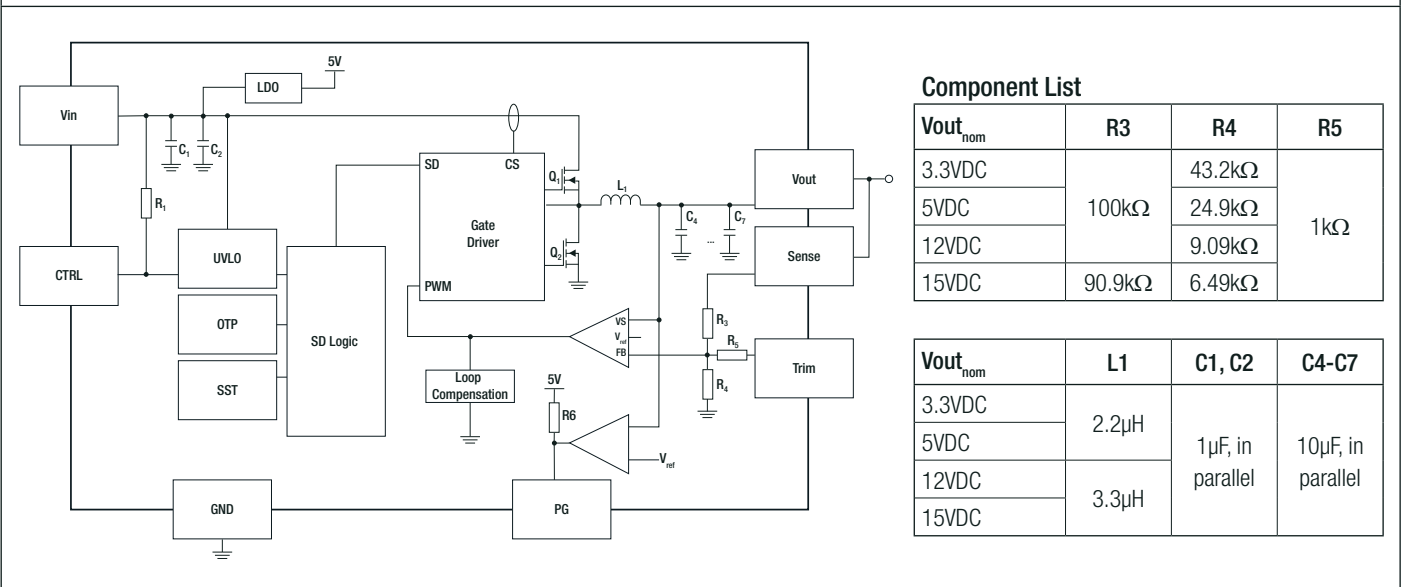 5V
LDO
Vin
C1
C2
R1
SD
CS
Q1
L1
Vout
Gate
Driver
C4
C7
...
UVLO
Q2
Sense
CTRL
PWM
OTP
SD Logic
VS
Vref
FB
R3
R5
Trim
SST
Loop
Compensation
5V
R4
R6
Vref
GND
PG
Component List
Voutnom R3 R4 R5
3.3VDC 100kΩ 43.2kΩ 1kΩ
5VDC 24.9kΩ
12VDC 9.09kΩ
15VDC 90.9kΩ 6.49kΩ
Voutnom L1 C1, C2 C4-C7
3.3VDC 2.2µH 1µF, in parallel 10µF, in parallel
5VDC
12VDC 3.3µH
15VDC